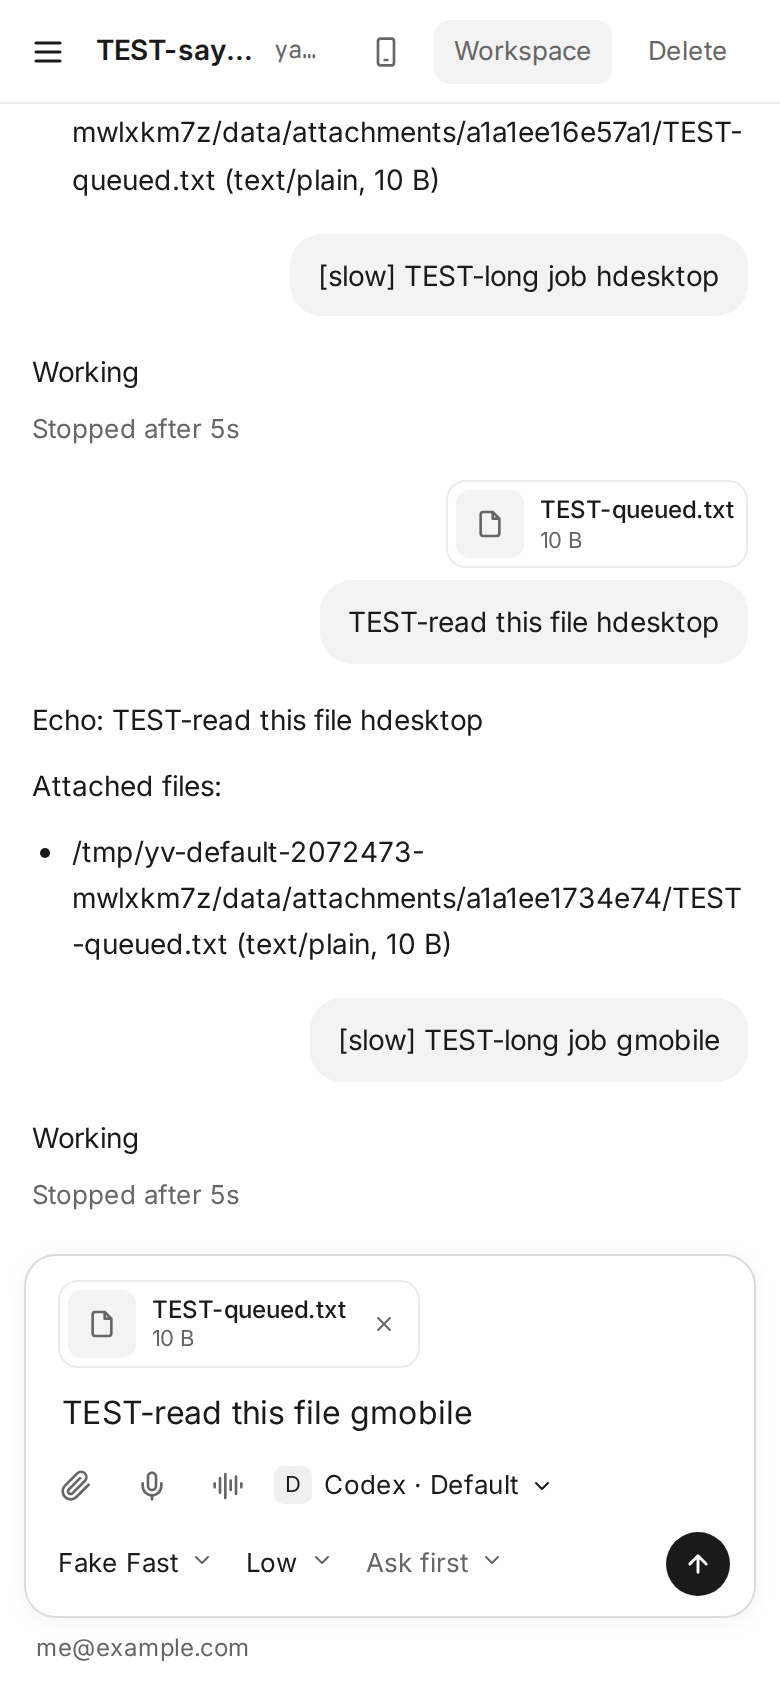 TEST-say... ya... Workspace Delete
mwlxkm7z/data/attachments/a1a1ee16e57a1/TEST-
queued.txt (text/plain, 10 B)
[slow] TEST-long job hdesktop
Working
Stopped after 5s
TEST-queued.txt
10 B
TEST-read this file hdesktop
Echo: TEST-read this file hdesktop
Attached files:
• /tmp/yv-default-2072473-
mwlxkm7z/data/attachments/a1a1ee1734e74/TEST
-queued.txt (text/plain, 10 B)
[slow] TEST-long job gmobile
Working
Stopped after 5s
TEST-queued.txt
10 B
TEST-read this file gmobile
D Codex · Default
Fake Fast Low Ask first
me@example.com